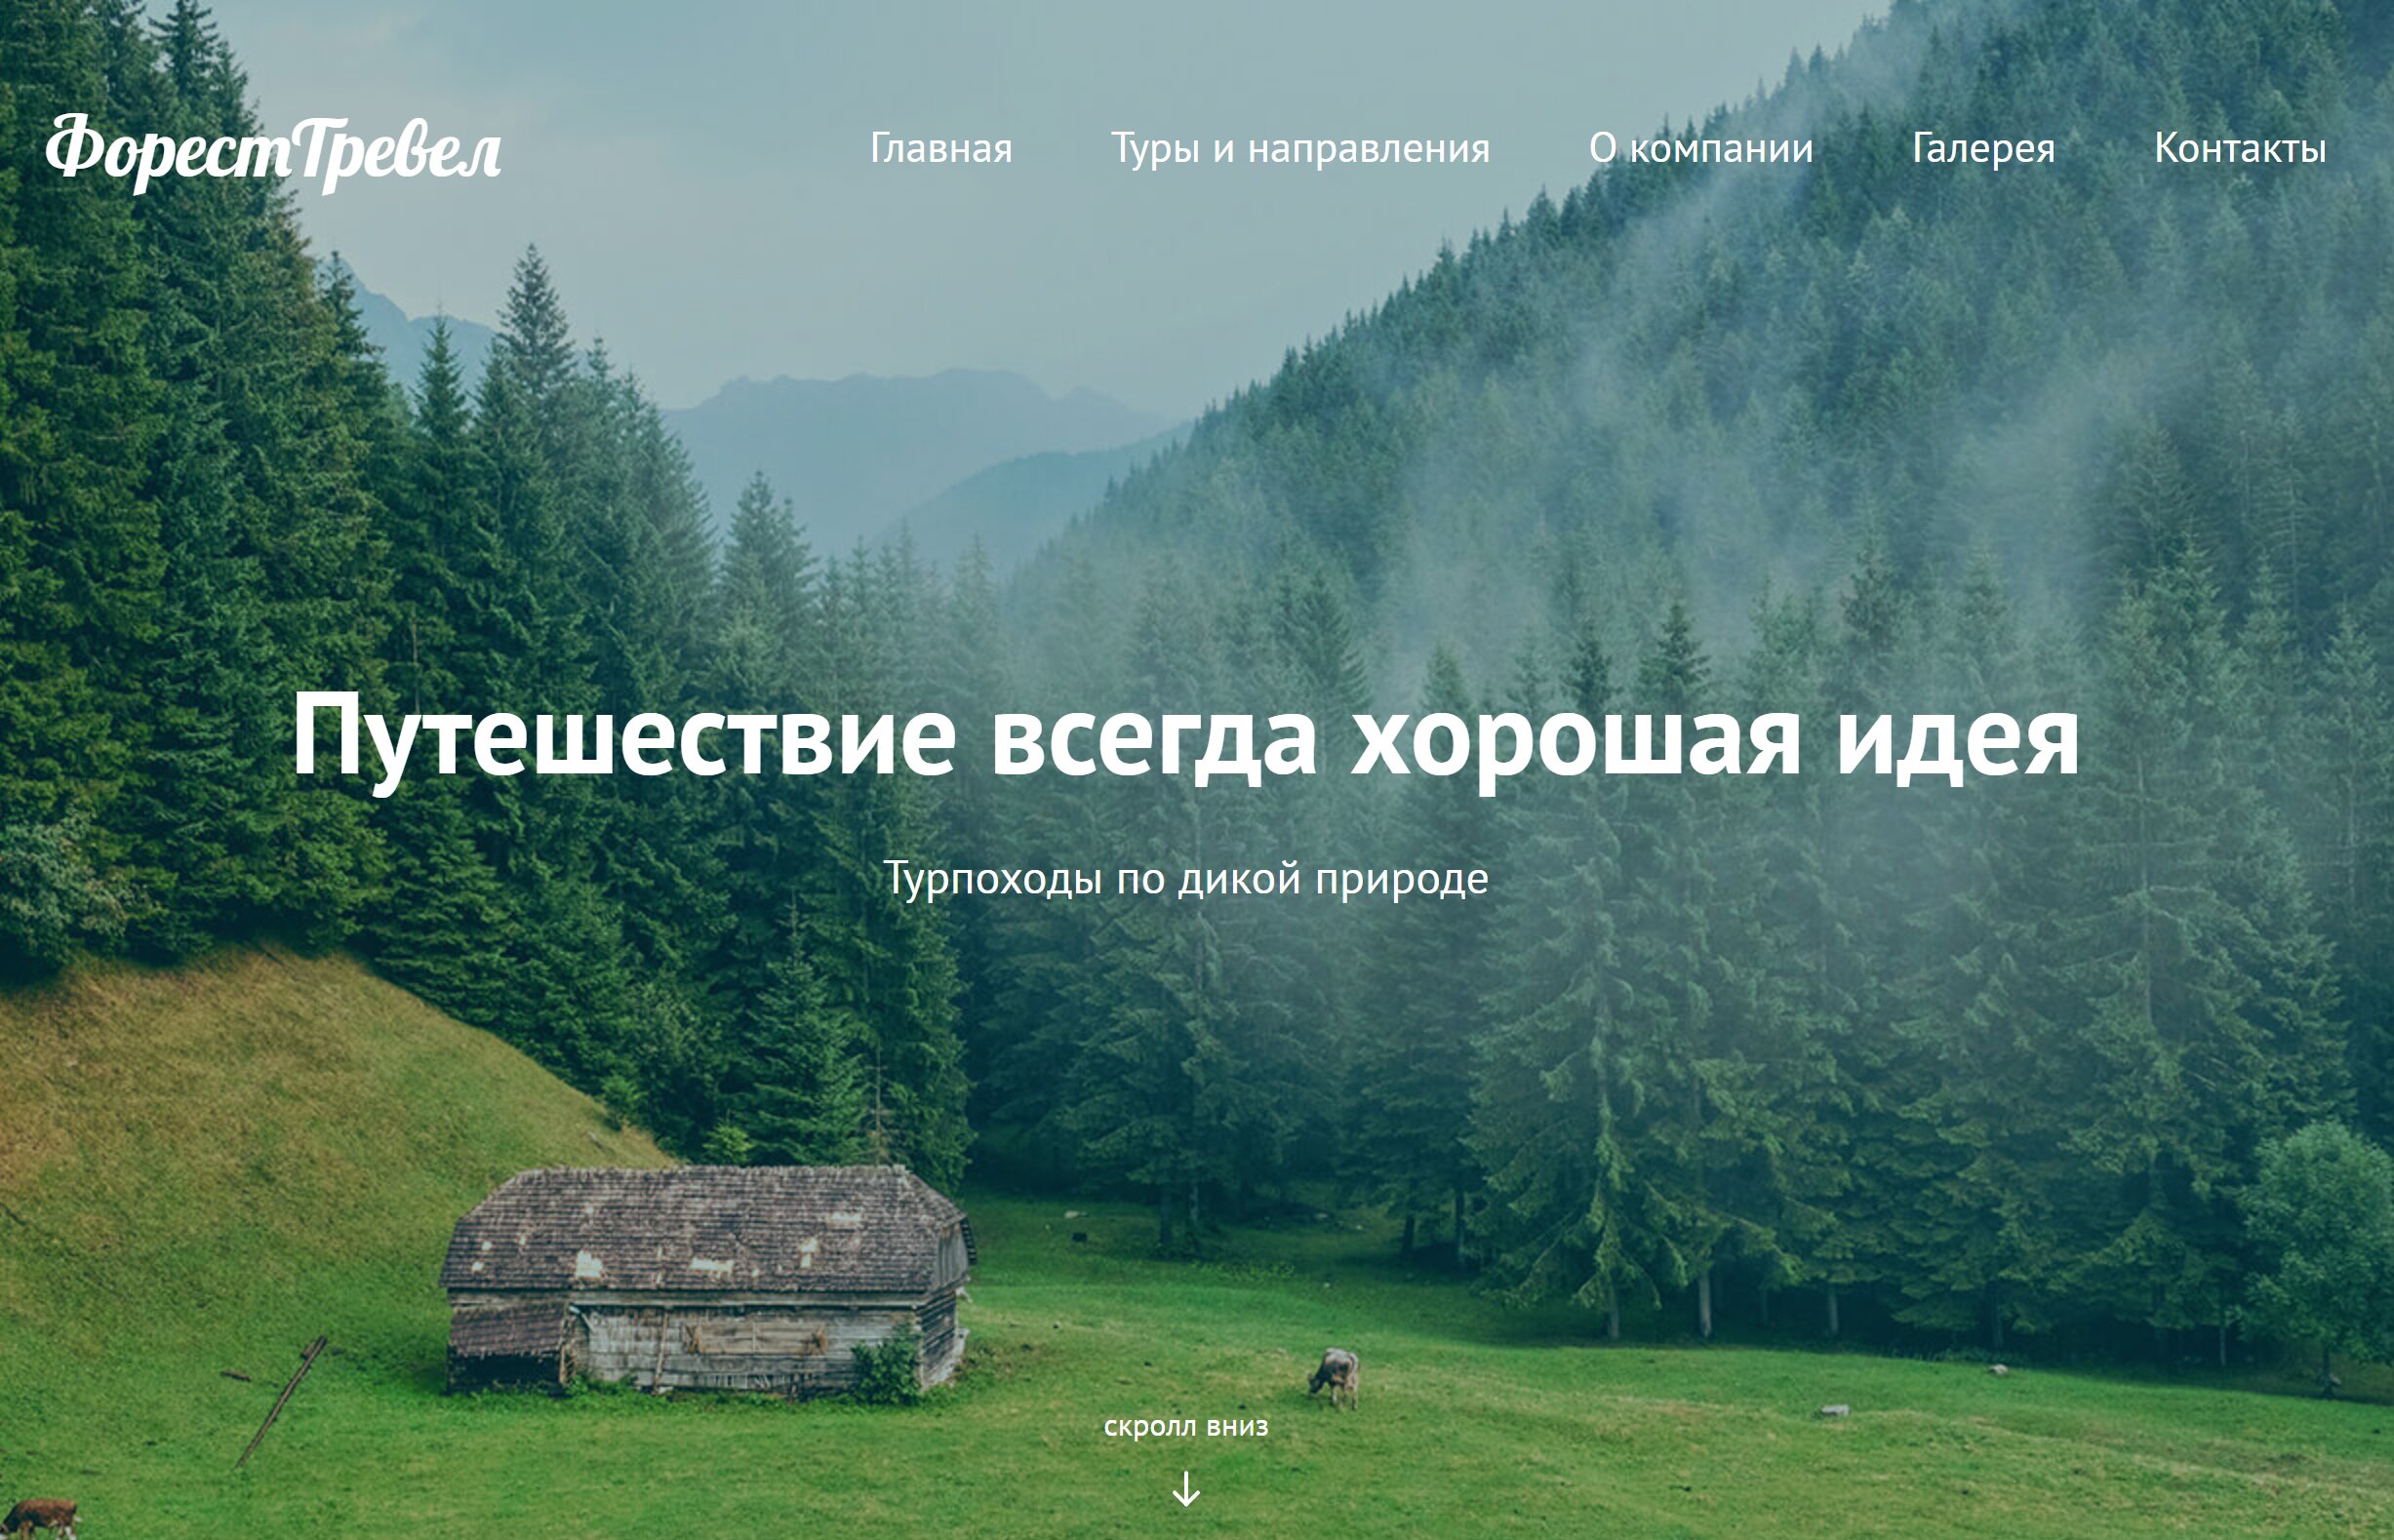 ФорестТревел
Главная Туры и направления О компании Галерея Контакты
Путешествие всегда хорошая идея
Турпоходы по дикой природе
скролл вниз